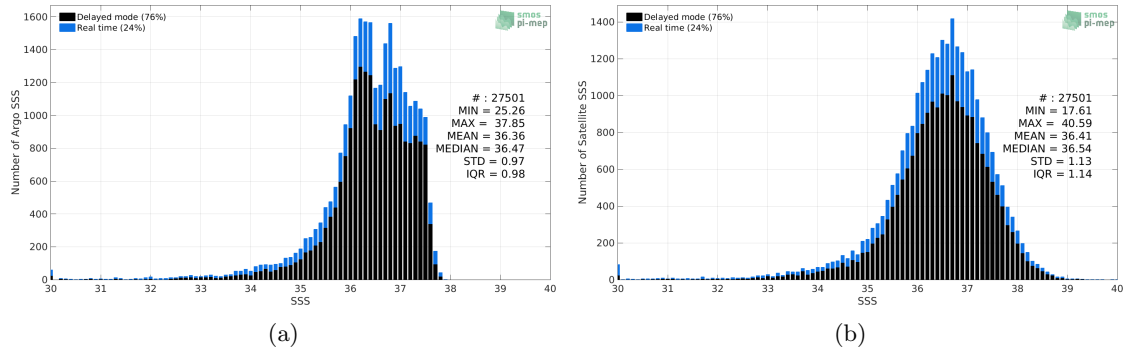 Delayed mode (76%)
Real time (24%)
smos
pi-mep
1600
1400
1200
1000
800
600
400
200
0
Number of Argo SSS
# : 27501
MIN = 25.26
MAX = 37.85
MEAN = 36.36
MEDIAN = 36.47
STD = 0.97
IQR = 0.98
30 31 32 33 34 35 36 37 38 39 40
SSS
(a)
Delayed mode (76%)
Real time (24%)
smos
pi-mep
1400
1200
1000
800
600
400
200
0
Number of Satellite SSS
# : 27501
MIN = 17.61
MAX = 40.59
MEAN = 36.41
MEDIAN = 36.54
STD = 1.13
IQR = 1.14
30 31 32 33 34 35 36 37 38 39 40
SSS
(b)